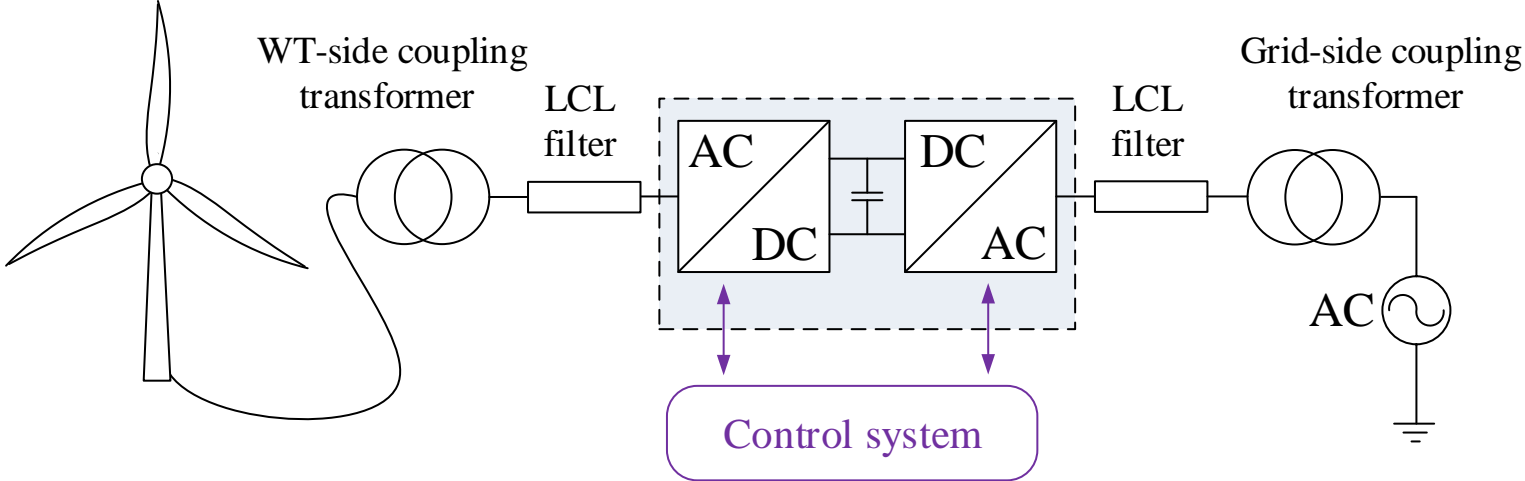 WT-side coupling
transformer
LCL
filter
AC
DC
DC
AC
LCL
filter
Grid-side coupling
transformer
AC
Control system